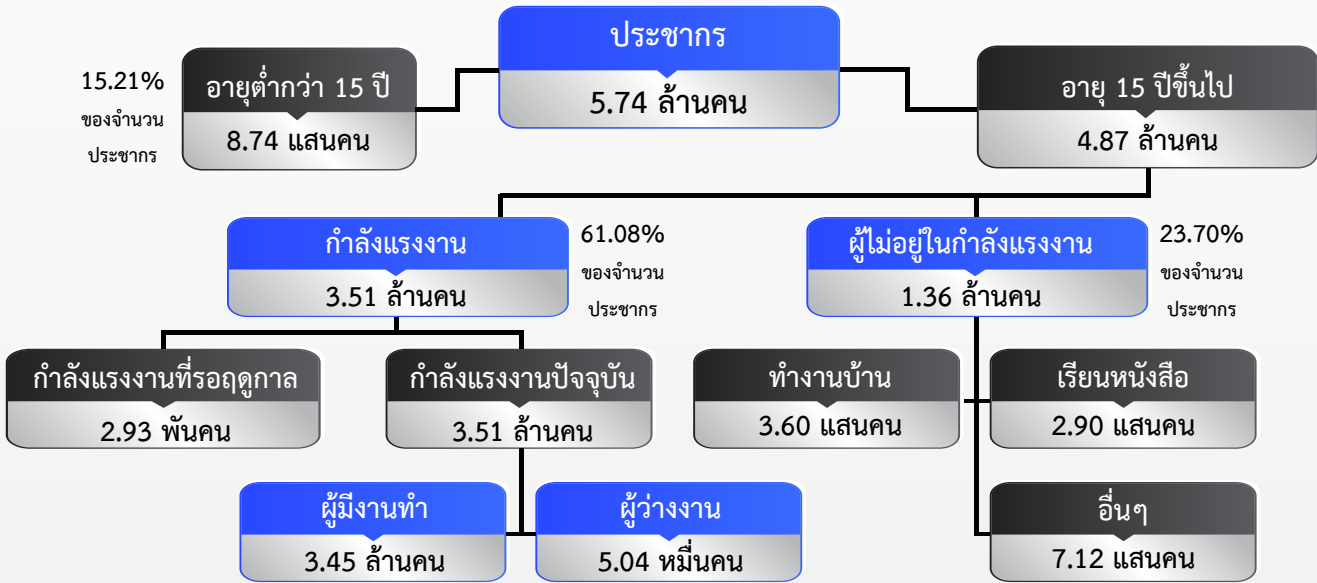 ประชากร
5.74 ล้านคน
15.21%
ของจำนวน
ประชากร
อายุต่ำกว่า 15 ปี
8.74 แสนคน
อายุ 15 ปีขึ้นไป
4.87 ล้านคน
กำลังแรงงาน
3.51 ล้านคน
61.08%
ของจำนวน
ประชากร
ผู้ไม่อยู่ในกำลังแรงงาน
1.36 ล้านคน
23.70%
ของจำนวน
ประชากร
กำลังแรงงานที่รอฤดูกาล
2.93 พันคน
กำลังแรงงานปัจจุบัน
3.51 ล้านคน
ทำงานบ้าน
3.60 แสนคน
เรียนหนังสือ
2.90 แสนคน
ผู้มีงานทำ
3.45 ล้านคน
ผู้ว่างงาน
5.04 หมื่นคน
อื่นๆ
7.12 แสนคน